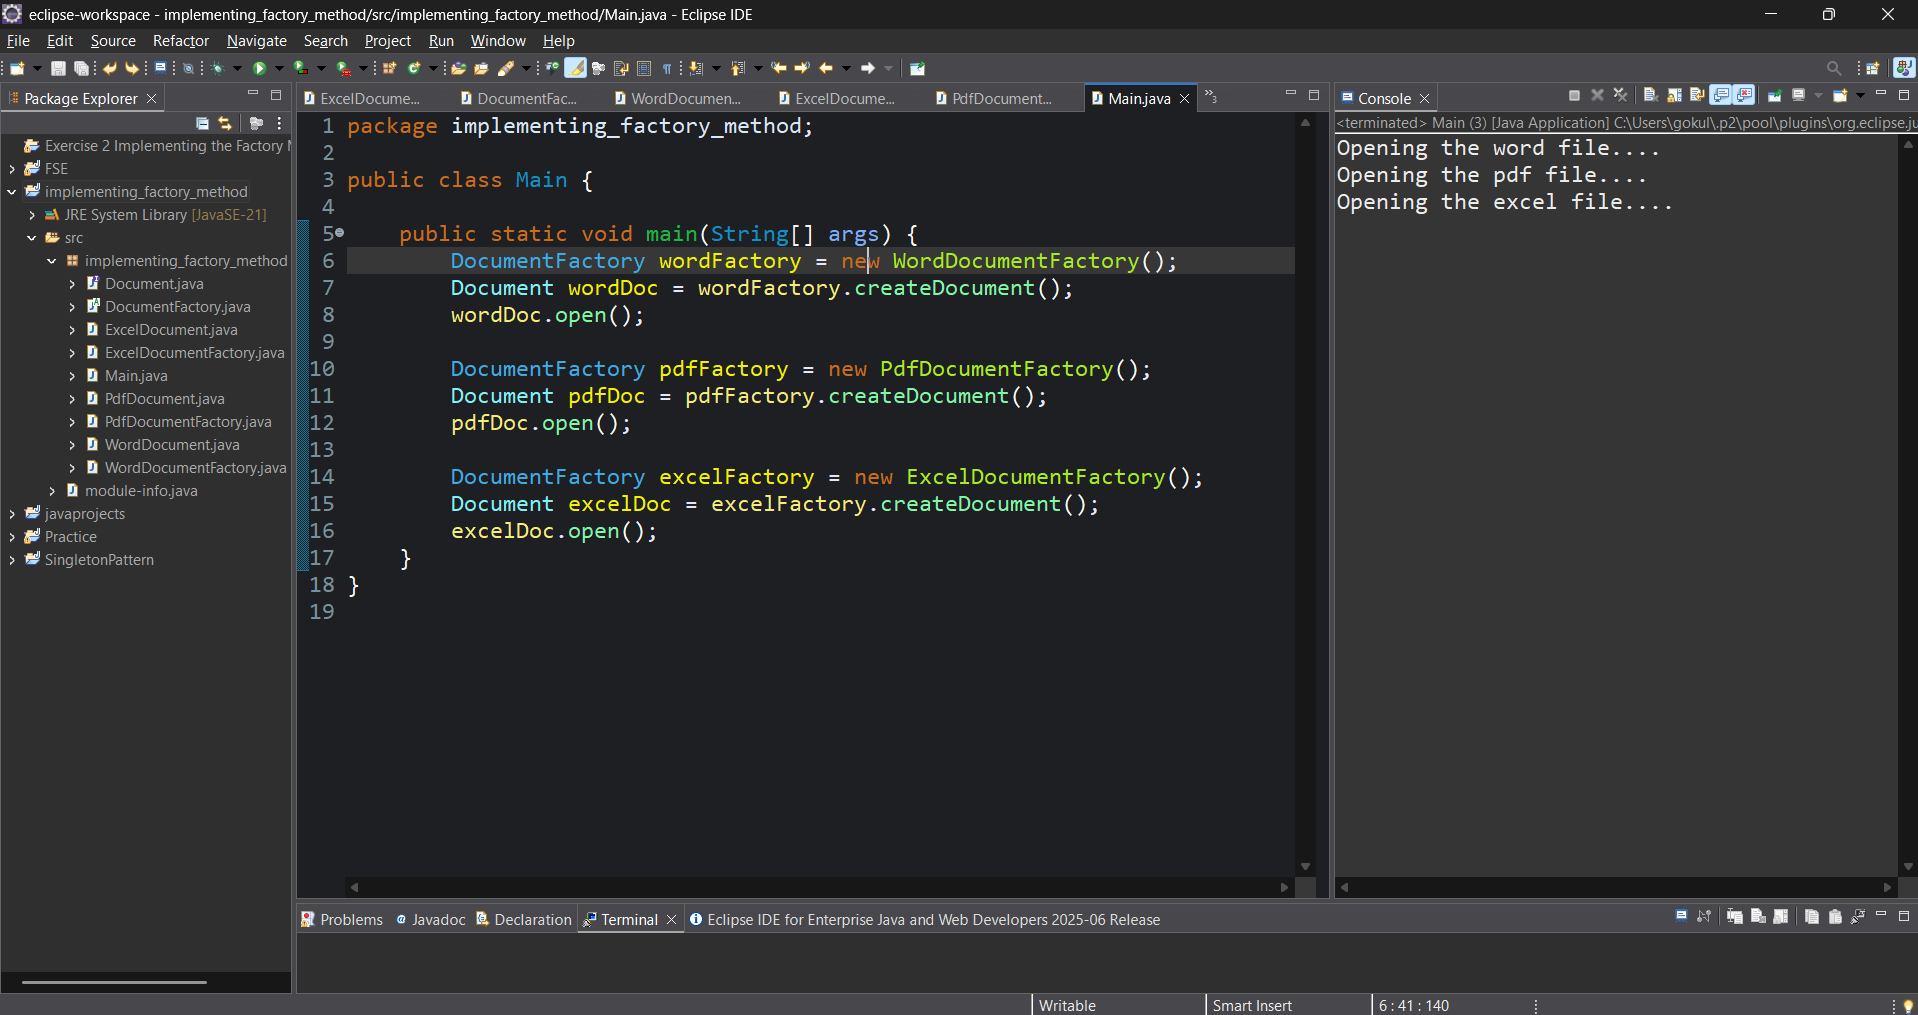 eclipse-workspace - implementing_factory_method/src/implementing_factory_method/Main.java - Eclipse IDE
File Edit Source Refactor Navigate Search Project Run Window Help
Package Explorer
Exercise 2 Implementing the Factory
FSE
implementing_factory_method
JRE System Library [JavaSE-21]
src
implementing_factory_method
Document.java
DocumentFactory.java
ExcelDocument.java
ExcelDocumentFactory.java
Main.java
PdfDocument.java
PdfDocumentFactory.java
WordDocument.java
WordDocumentFactory.java
module-info.java
javaprojects
Practice
SingletonPattern
ExcelDocume... DocumentFac... WordDocumen... ExcelDocume... PdfDocument... Main.java »3
1 package implementing_factory_method;
2
3 public class Main {
4
5 public static void main(String[] args) {
6 DocumentFactory wordFactory = new WordDocumentFactory();
7 Document wordDoc = wordFactory.createDocument();
8 wordDoc.open();
9
10 DocumentFactory pdfFactory = new PdfDocumentFactory();
11 Document pdfDoc = pdfFactory.createDocument();
12 pdfDoc.open();
13
14 DocumentFactory excelFactory = new ExcelDocumentFactory();
15 Document excelDoc = excelFactory.createDocument();
16 excelDoc.open();
17 }
18 }
19
Console
<terminated> Main (3) [Java Application] C:\Users\gokul\.p2\pool\plugins\org.eclipse.ju
Opening the word file....
Opening the pdf file....
Opening the excel file....
Problems Javadoc Declaration Terminal Eclipse IDE for Enterprise Java and Web Developers 2025-06 Release
Writable Smart Insert 6 : 41 : 140